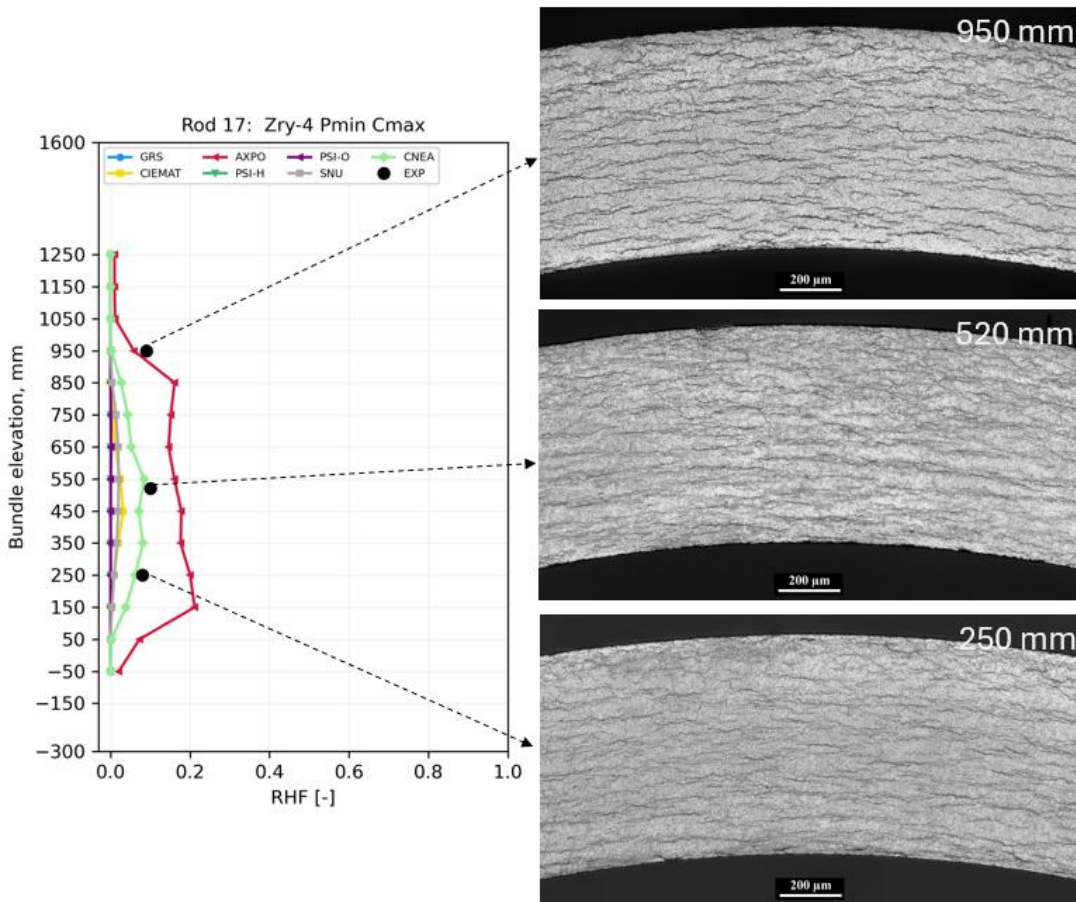 Rod 17: Zry-4 Pmin Cmax
GRS AXPO PSI-O CNEA
CIEMAT PSI-H SNU EXP
Bundle elevation, mm
1600
1250
1150
1050
950
850
750
650
550
450
350
250
150
50
−50
−150
−300
0.0 0.2 0.4 0.6 0.8 1.0
RHF [-]
950 mm
200 µm
520 mm
200 µm
250 mm
200 µm